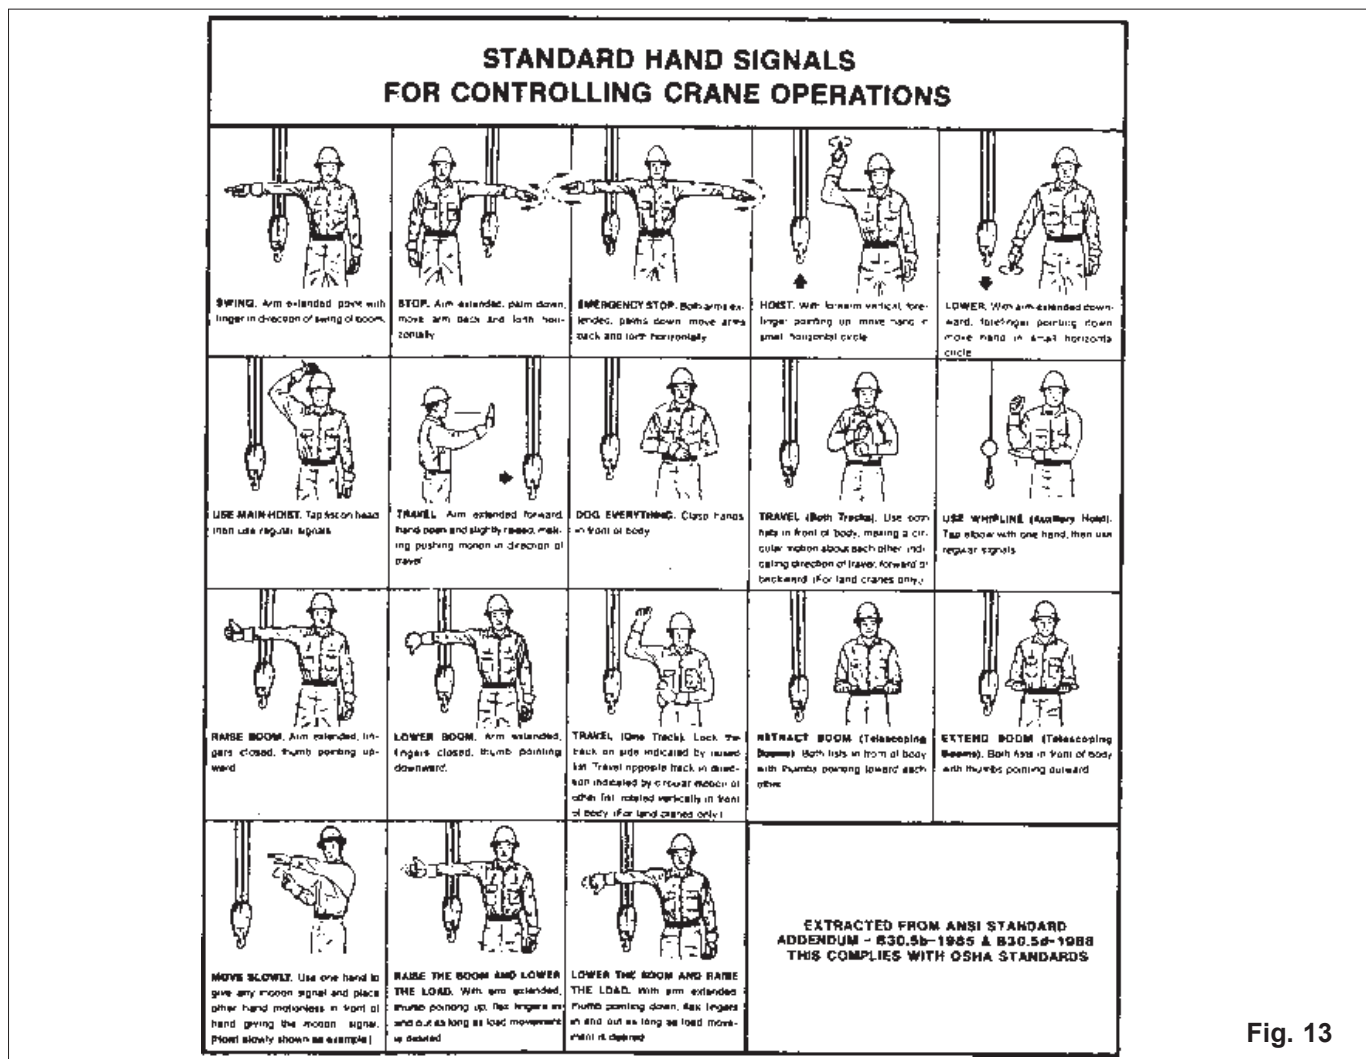 STANDARD HAND SIGNALS
FOR CONTROLLING CRANE OPERATIONS
SWING. Arm extended, point with
finger in direction of swing of boom.
STOP. Arm extended, palm down,
move arm back and forth hori-
zontally
EMERGENCY STOP. Both arms ex-
tended, palms down, move arms
back and forth horizontally
HOIST. With forearm vertical, fore-
finger pointing up, move hand in
small horizontal circle
LOWER. With arm extended down-
ward, forefinger pointing down
move hand in small horizontal
circle
USE MAIN HOIST. Tap fist on head
then use regular signals
TRAVEL Arm extended forward,
hand open and slightly raised, mak-
ing pushing motion in direction of
travel
DOG EVERYTHING. Clasp hands
in front of body
TRAVEL (Both Tracks). Use both
fists in front of body, making a cir-
cular motion about each other indi-
cating direction of travel, forward or
backward (For land cranes only.)
USE WHIPLINE (Auxiliary Hoist).
Tap elbow with one hand, then use
regular signals
RAISE BOOM. Arm extended, fin-
gers closed, thumb pointing up-
ward
LOWER BOOM. Arm extended,
fingers closed, thumb pointing
downward.
TRAVEL (One Track). Lock the
track on side indicated by raised
fist. Travel opposite track in direc-
tion indicated by circular motion of
other fist, rotated vertically in front
of body (For land cranes only.)
RETRACT BOOM (Telescoping
Booms). Both fists in front of body
with thumbs pointing toward each
other
EXTEND BOOM (Telescoping
Booms). Both fists in front of body
with thumbs pointing outward
MOVE SLOWLY. Use one hand to
give any motion signal and place
other hand motionless in front of
hand giving the motion signal.
(Hoist slowly shown as example)
RAISE THE BOOM AND LOWER
THE LOAD. With arm extended,
thumb pointing up, flex fingers in
and out as long as load movement
is desired
LOWER THE BOOM AND RAISE
THE LOAD. With arm extended
thumb pointing down, flex fingers
in and out as long as load move-
ment is desired
EXTRACTED FROM ANSI STANDARD
ADDENDUM - B30.5b-1985 & B30.5d-1988
THIS COMPLIES WITH OSHA STANDARDS
Fig. 13